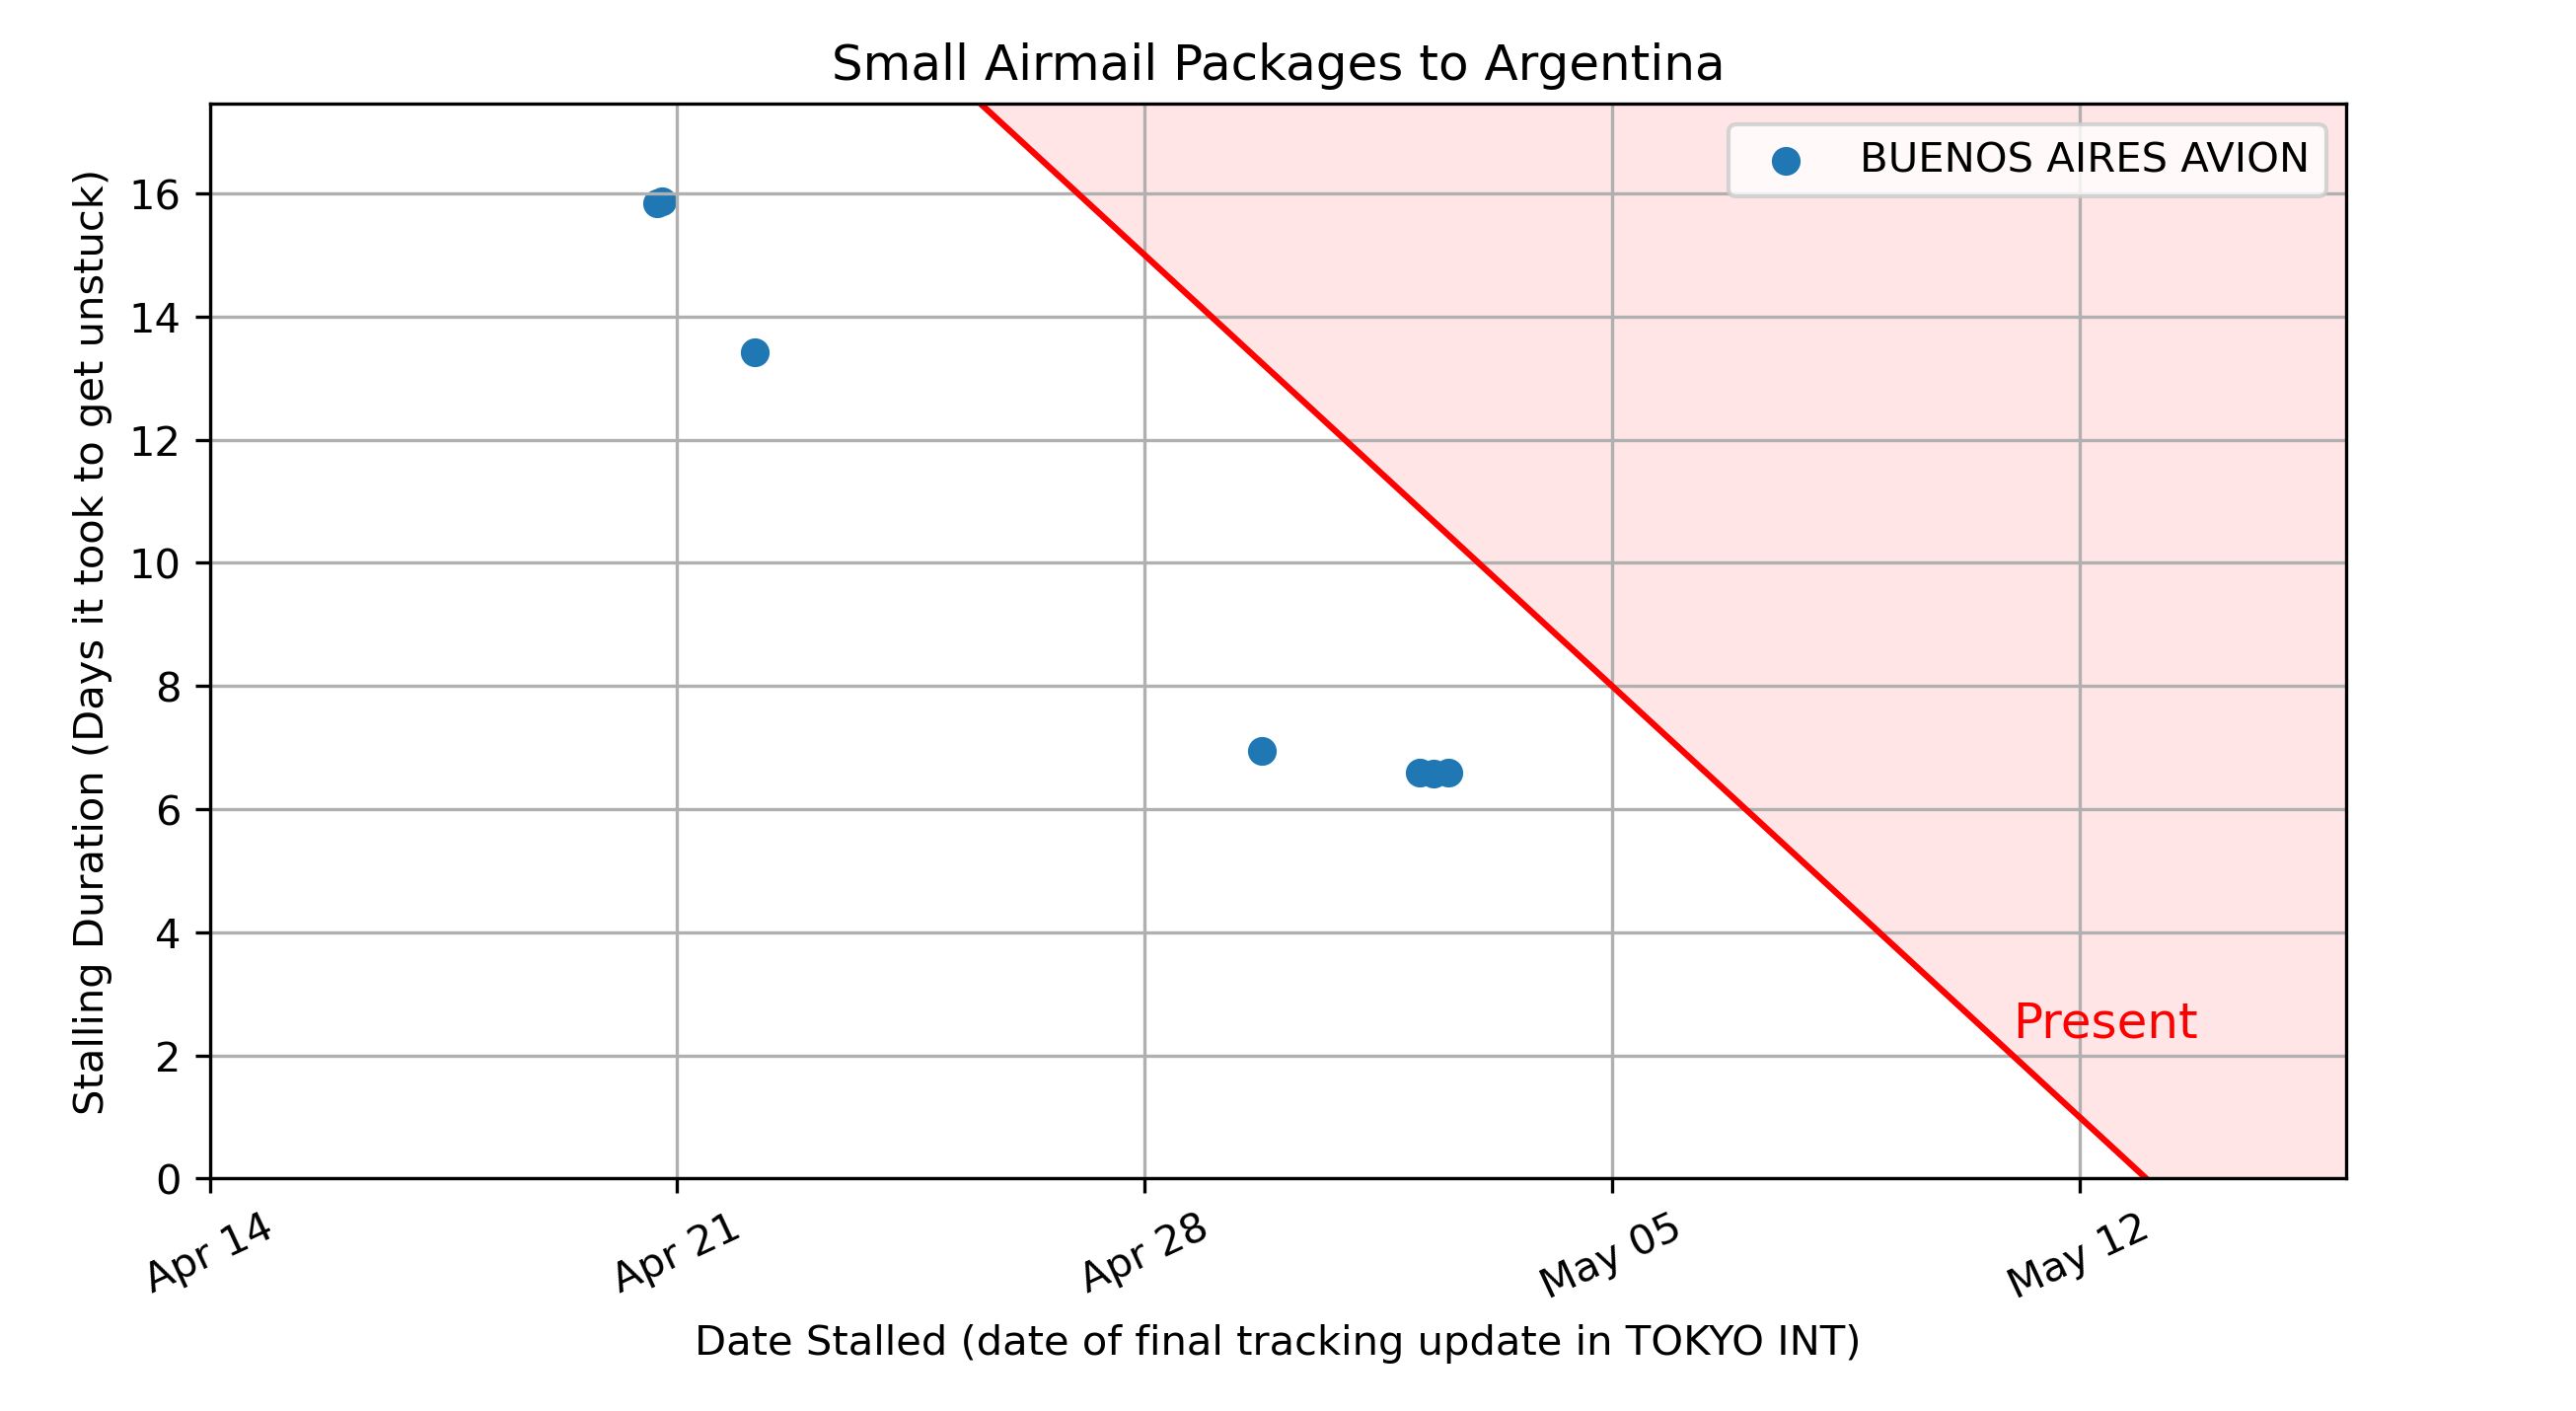 Small Airmail Packages to Argentina
BUENOS AIRES AVION
Stalling Duration (Days it took to get unstuck)
16
14
12
10
8
6
4
2
0
Present
Apr 14
Apr 21
Apr 28
May 05
May 12
Date Stalled (date of final tracking update in TOKYO INT)